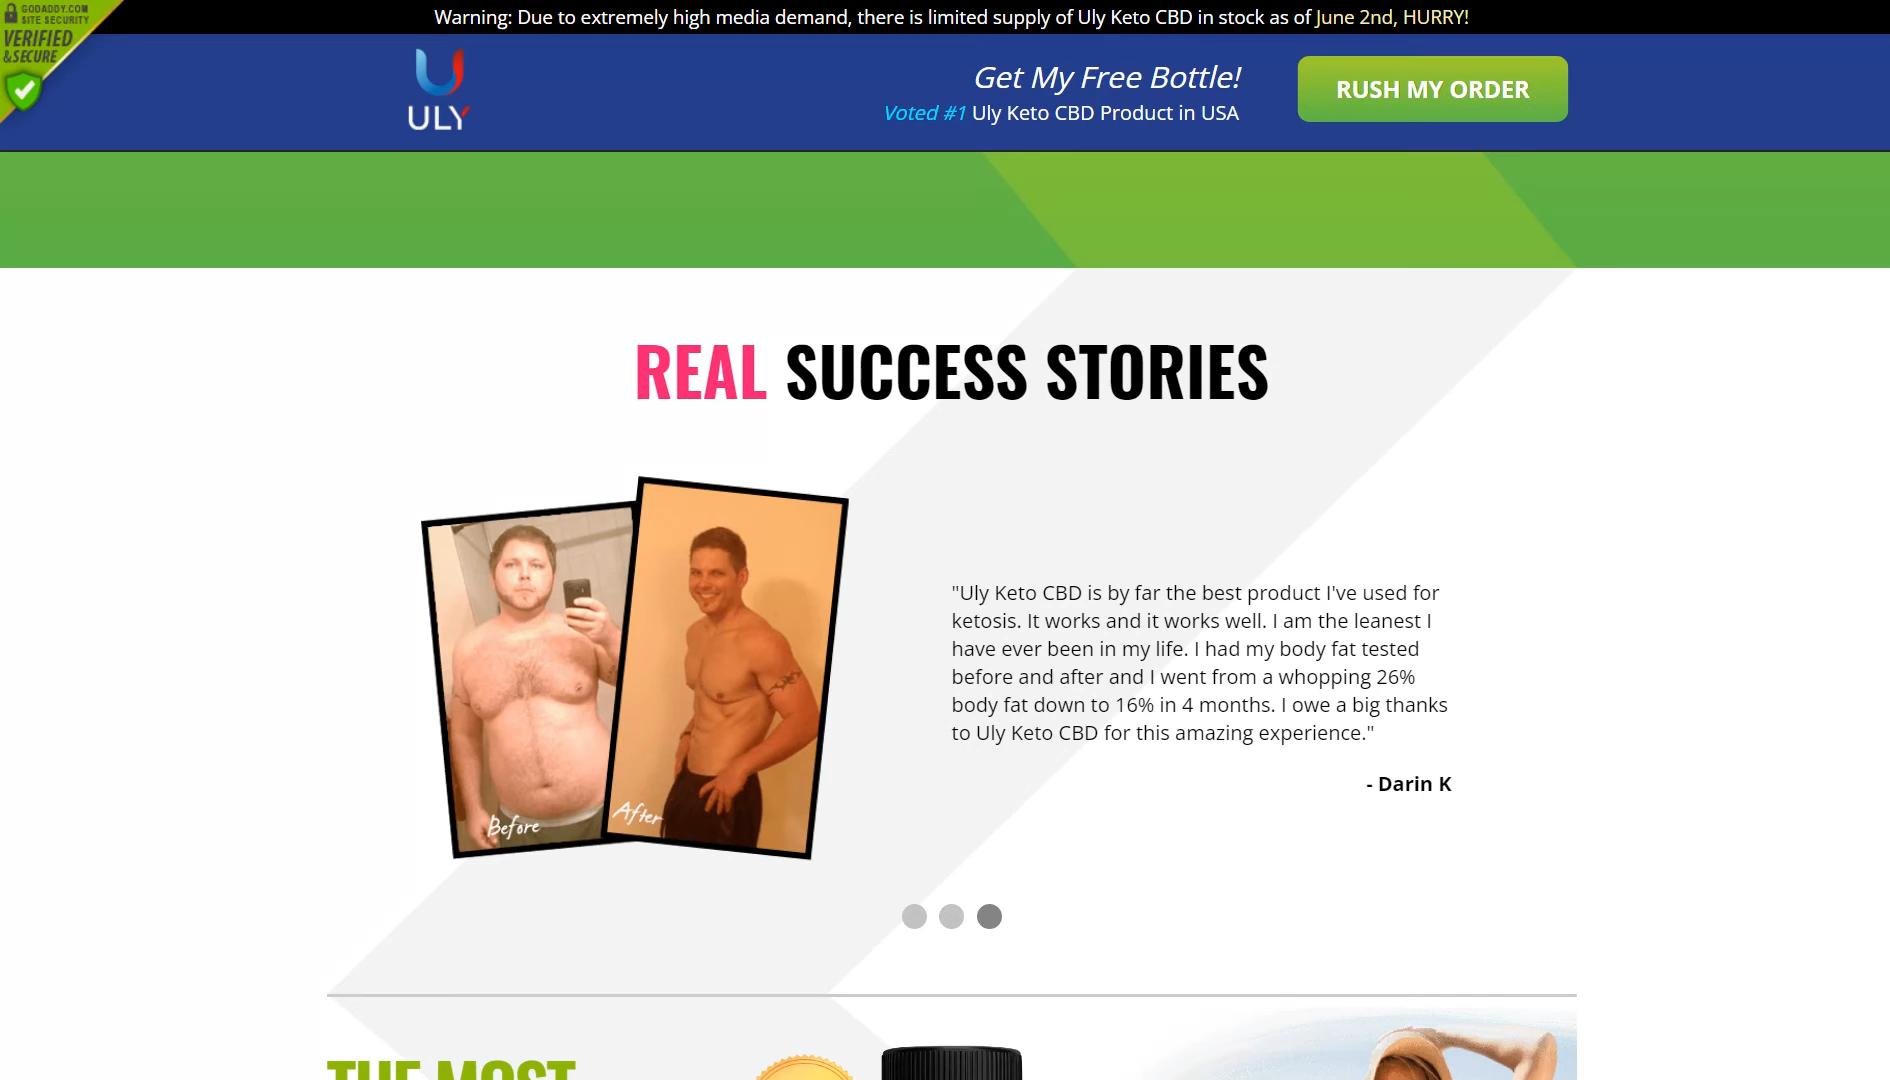 GODADDY.COM
SITE SECURITY
VERIFIED
&SECURE
Warning: Due to extremely high media demand, there is limited supply of Uly Keto CBD in stock as of June 2nd, HURRY!
ULY
Get My Free Bottle!
Voted #1 Uly Keto CBD Product in USA
RUSH MY ORDER
REAL SUCCESS STORIES
Before
After
"Uly Keto CBD is by far the best product I've used for
ketosis. It works and it works well. I am the leanest I
have ever been in my life. I had my body fat tested
before and after and I went from a whopping 26%
body fat down to 16% in 4 months. I owe a big thanks
to Uly Keto CBD for this amazing experience."
- Darin K
THE MOST